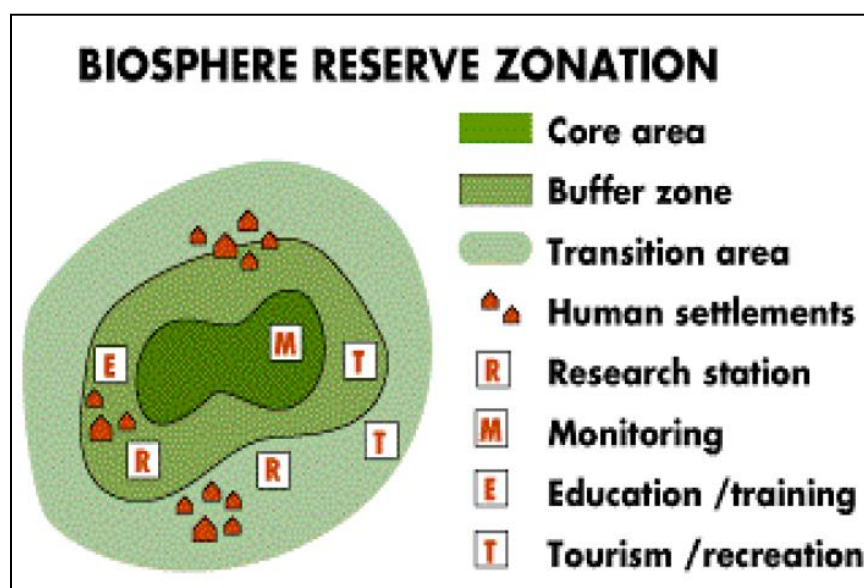 BIOSPHERE RESERVE ZONATION
Core area
Buffer zone
Transition area
Human settlements
R Research station
M Monitoring
E Education /training
T Tourism /recreation
M
E
T
R
R
T